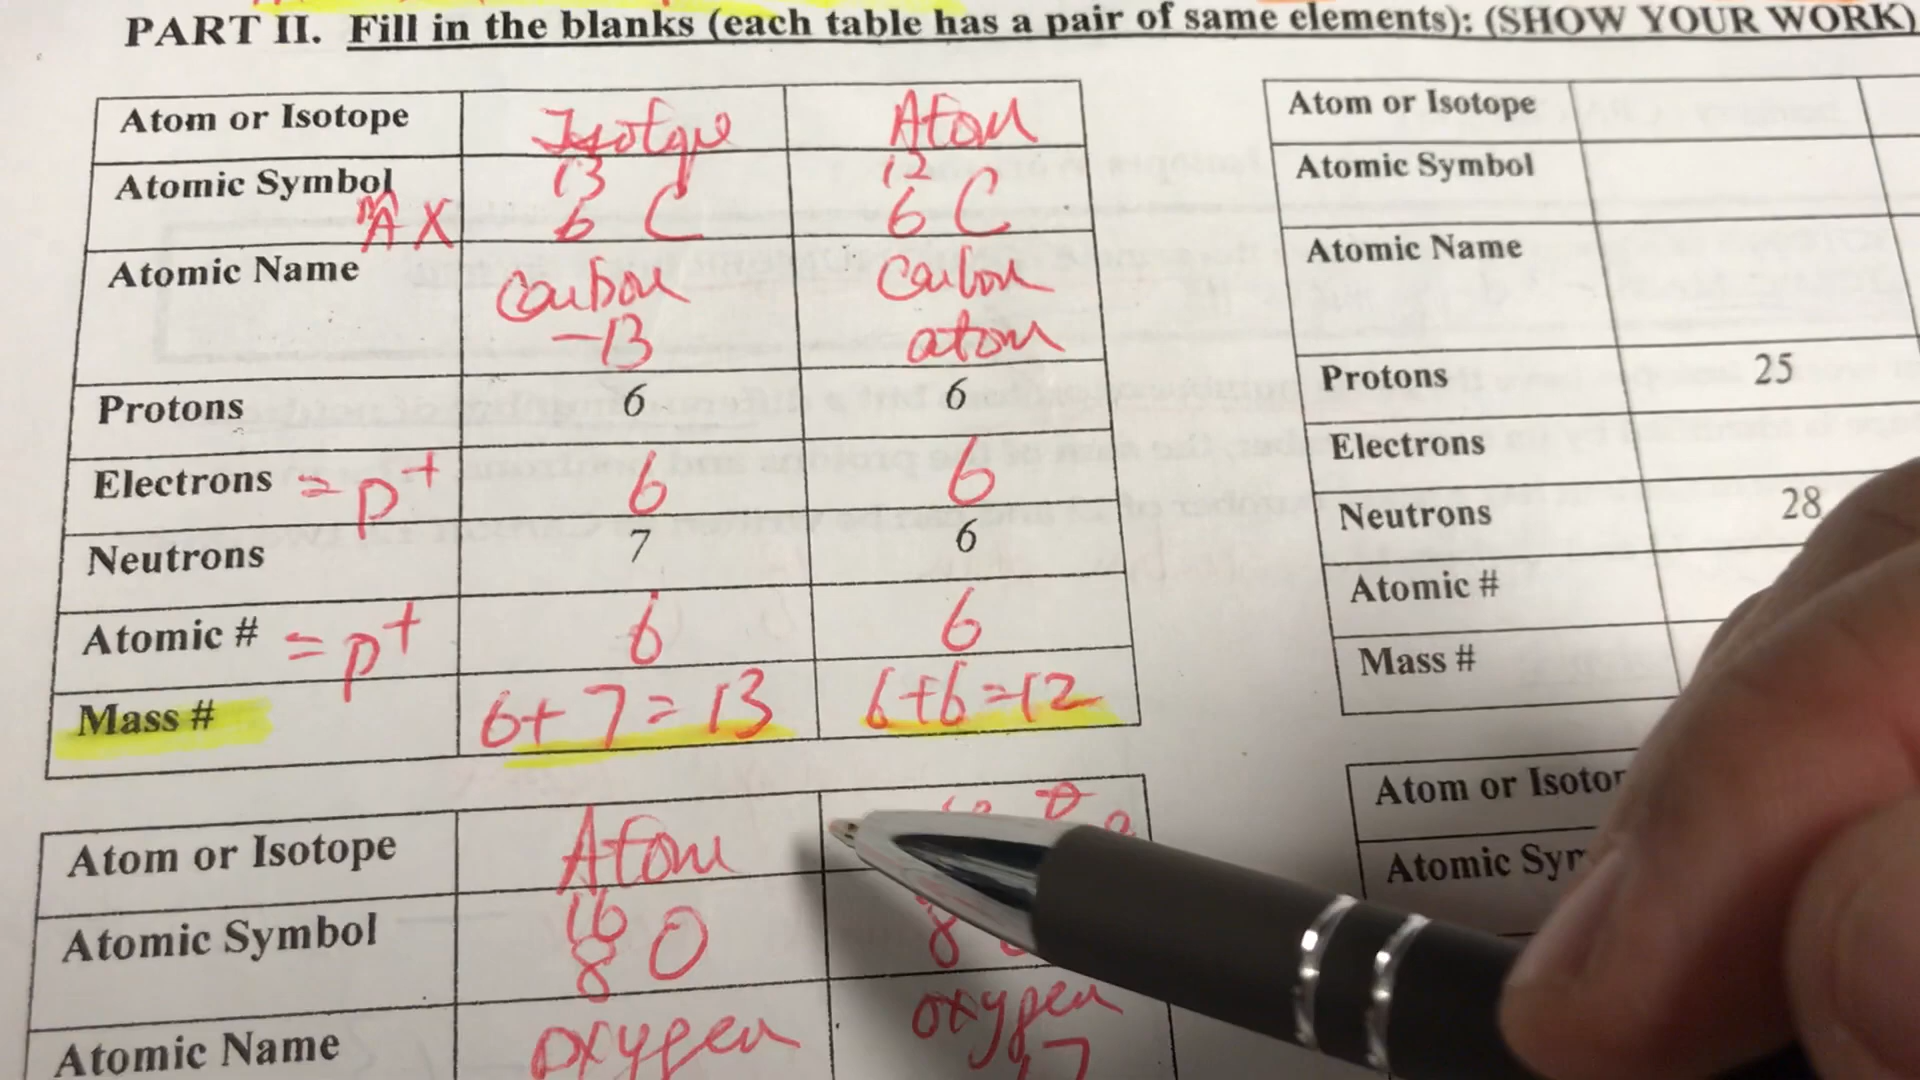 PART II. Fill in the blanks (each table has a pair of same elements): (SHOW YOUR WORK)
Atom or Isotope Isotope Atom
Atomic Symbol 13 12
A X 6 C 6 C
Atomic Name Carbon Carbon
-13 atom
Protons 6 6
Electrons = p+ 6 6
Neutrons 7 6
Atomic # = p+ 6 6
Mass # 6+7=13 6+6=12
Atom or Isotope Atom
Atomic Symbol 16
8 O 8
Atomic Name oxygen oxygen
17
Atom or Isotope
Atomic Symbol
Atomic Name
Protons 25
Electrons
Neutrons 28
Atomic #
Mass #
Atom or
Atomic